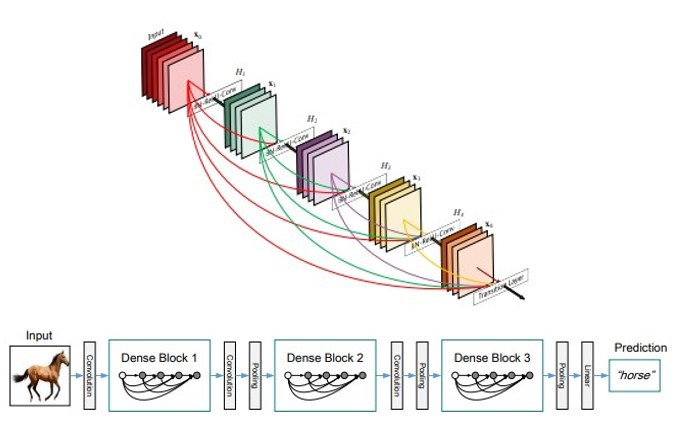 Input
x₀
H₁
BN-ReLU-Conv
x₁
H₂
BN-ReLU-Conv
x₂
H₃
BN-ReLU-Conv
x₃
H₄
BN-ReLU-Conv
x₄
Transition Layer
Input
Convolution
Dense Block 1
Convolution
Pooling
Dense Block 2
Convolution
Pooling
Dense Block 3
Pooling
Linear
Prediction
"horse"